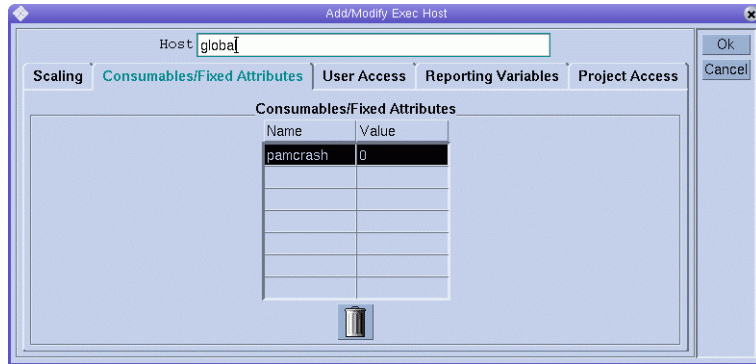 Add/Modify Exec Host
Host global
Ok
Cancel
Scaling Consumables/Fixed Attributes User Access Reporting Variables Project Access
Consumables/Fixed Attributes
Name Value
pamcrash 0